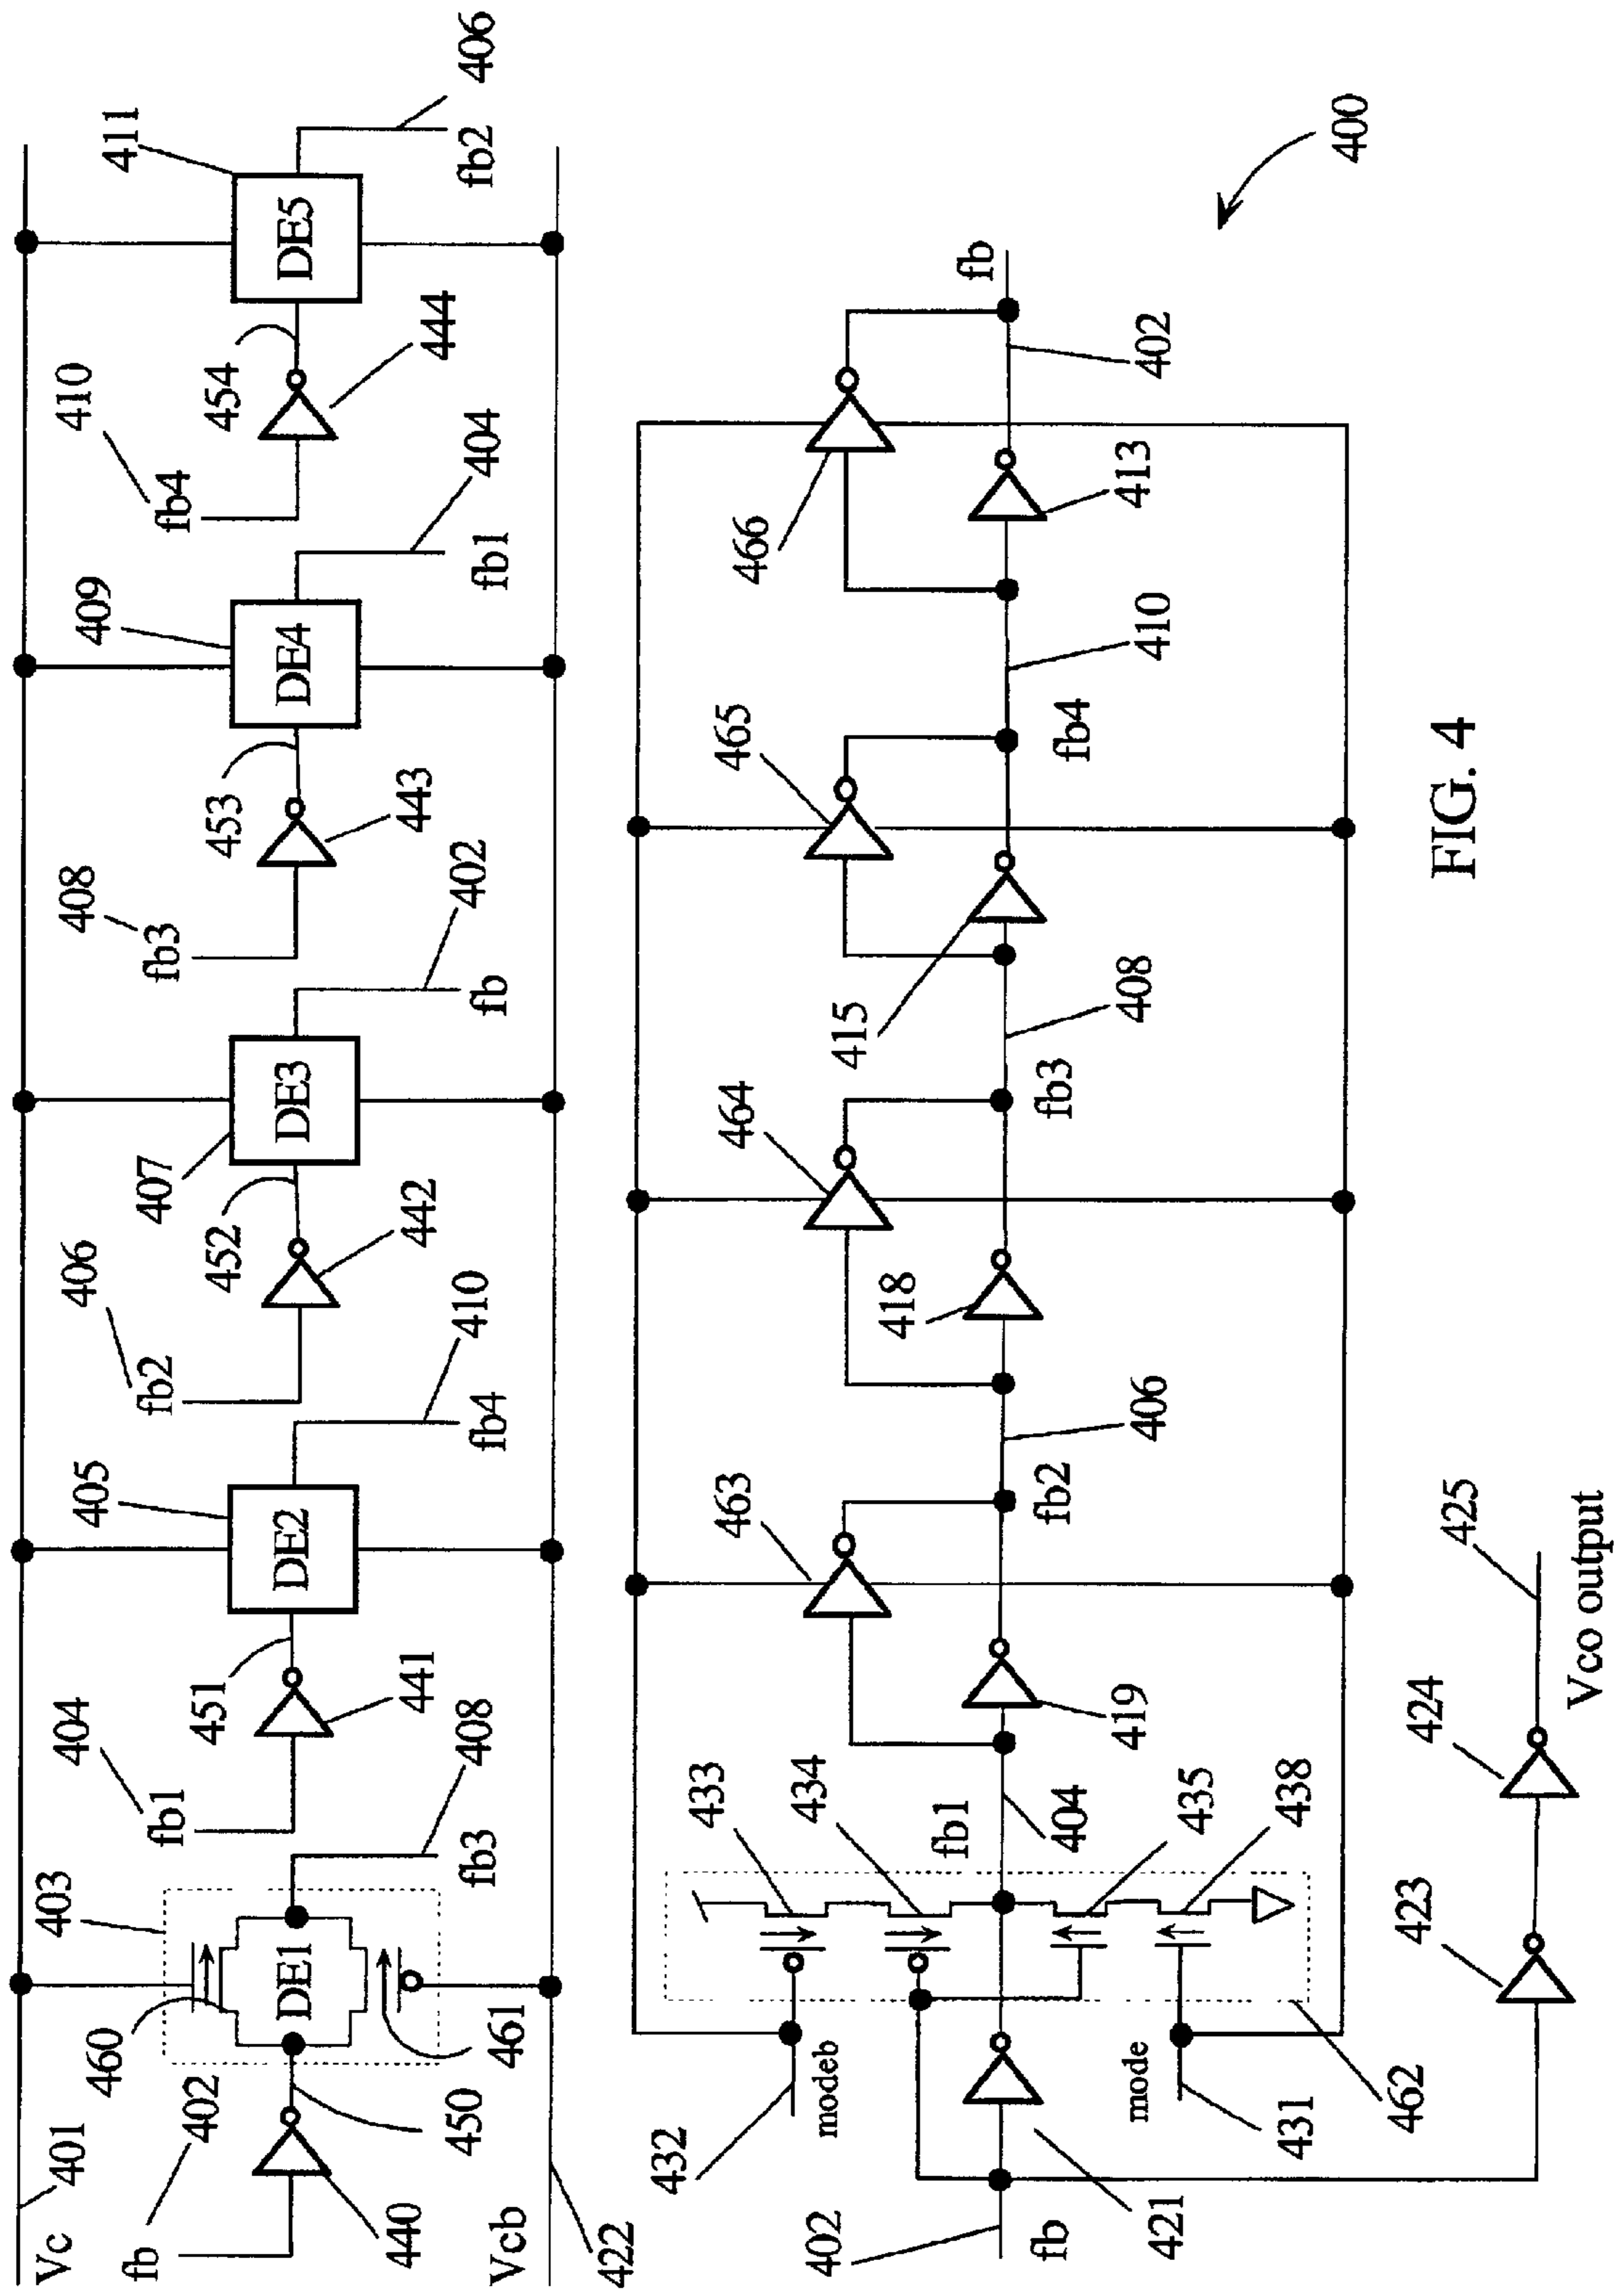 Vc
401
402
fb
440
450
460
461
403
DE1
408
fb3
404
fb1
441
451
405
DE2
410
fb4
406
fb2
442
452
407
DE3
402
fb
408
fb3
443
453
409
DE4
404
fb1
410
fb4
444
454
411
DE5
406
fb2
Vcb
422
432
modeb
mode
431
462
402
fb
421
433
434
fb1
404
435
438
463
419
fb2
406
464
418
fb3
408
465
415
fb4
410
466
413
402
fb
400
423
424
425
Vco output
FIG. 4